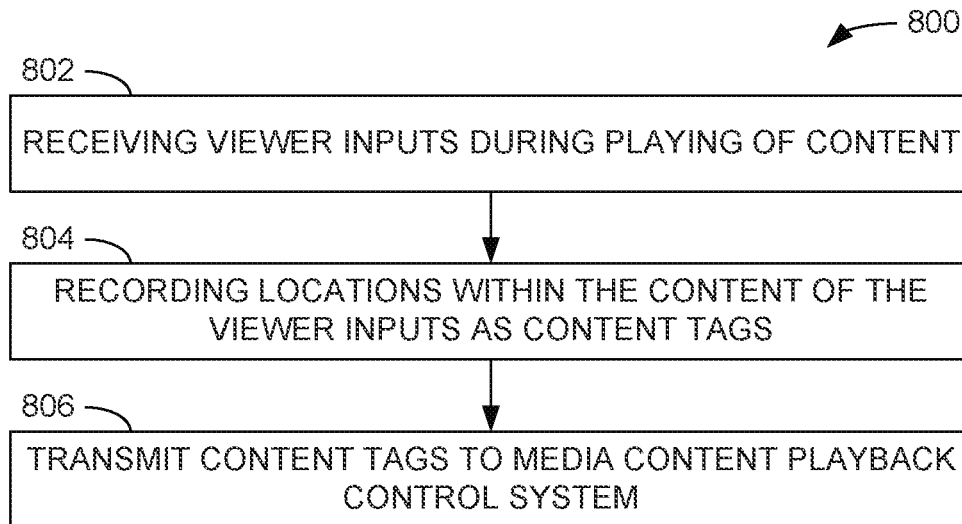 800
802
RECEIVING VIEWER INPUTS DURING PLAYING OF CONTENT
804
RECORDING LOCATIONS WITHIN THE CONTENT OF THE
VIEWER INPUTS AS CONTENT TAGS
806
TRANSMIT CONTENT TAGS TO MEDIA CONTENT PLAYBACK
CONTROL SYSTEM